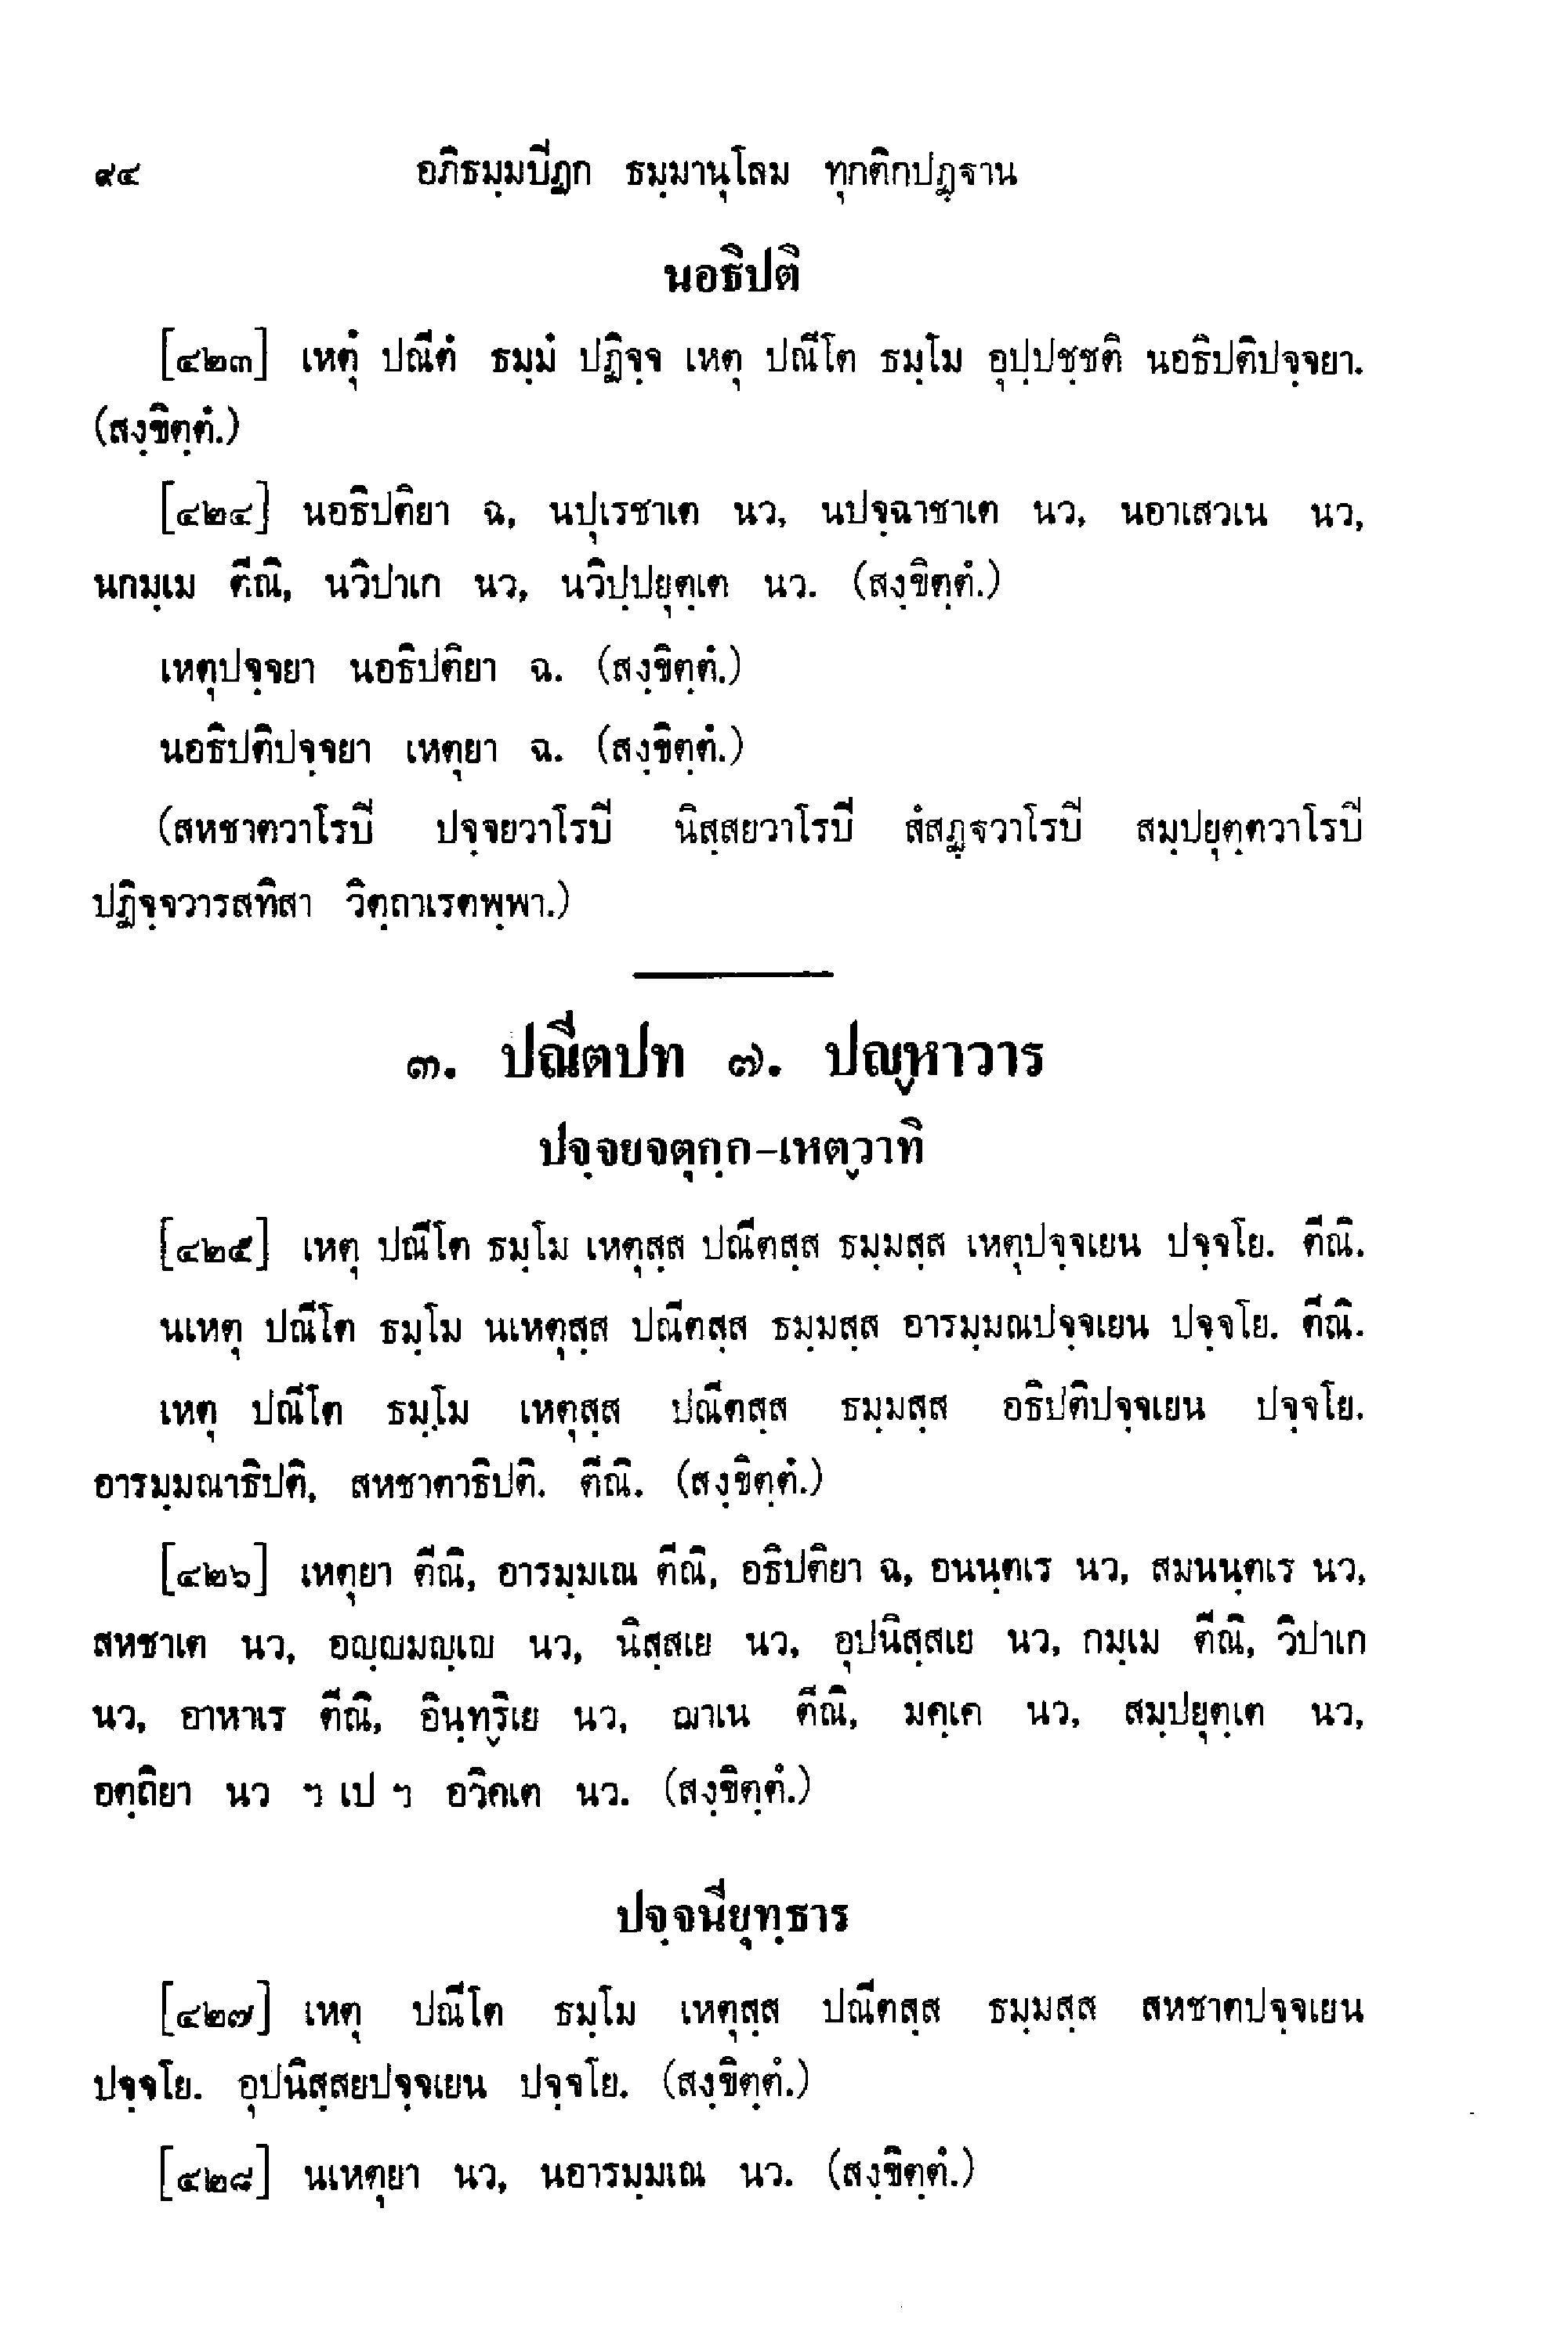 ๙๔ อภิธมฺมปิฏก ธมฺมานุโลม ทุกติกปฏฺฐาน
นอธิปติ
[๔๒๓] เหตุํ ปณีตํ ธมฺมํ ปฏิจฺจ เหตุ ปณีโต ธมฺโม อุปฺปชฺชติ นอธิปติปจฺจยา.
(สงฺขิตฺตํ.)
[๔๒๔] นอธิปติยา ฉ, นปุเรชาเต นว, นปจฺฉาชาเต นว, นอาเสวเน นว,
นกมฺเม ตีณิ, นวิปาเก นว, นวิปฺปยุตฺเต นว. (สงฺขิตฺตํ.)
เหตุปจฺจยา นอธิปติยา ฉ. (สงฺขิตฺตํ.)
นอธิปติปจฺจยา เหตุยา ฉ. (สงฺขิตฺตํ.)
(สหชาตวาโรปิ ปจฺจยวาโรปิ นิสฺสยวาโรปิ สํสฏฺฐวาโรปิ สมฺปยุตฺตวาโรปิ
ปฏิจฺจวารสทิสา วิตฺถาเรตพฺพา.)
๓. ปณีตปท ๗. ปญฺหาวาร
ปจฺจยจตุกฺก-เหตฺวาทิ
[๔๒๕] เหตุ ปณีโต ธมฺโม เหตุสฺส ปณีตสฺส ธมฺมสฺส เหตุปจฺจเยน ปจฺจโย. ตีณิ.
นเหตุ ปณีโต ธมฺโม นเหตุสฺส ปณีตสฺส ธมฺมสฺส อารมฺมณปจฺจเยน ปจฺจโย. ตีณิ.
เหตุ ปณีโต ธมฺโม เหตุสฺส ปณีตสฺส ธมฺมสฺส อธิปติปจฺจเยน ปจฺจโย.
อารมฺมณาธิปติ, สหชาตาธิปติ. ตีณิ. (สงฺขิตฺตํ.)
[๔๒๖] เหตุยา ตีณิ, อารมฺมเณ ตีณิ, อธิปติยา ฉ, อนนฺตเร นว, สมนนฺตเร นว,
สหชาเต นว, อญฺญมญฺเญ นว, นิสฺสเย นว, อุปนิสฺสเย นว, กมฺเม ตีณิ, วิปาเก
นว, อาหาเร ตีณิ, อินฺทฺริเย นว, ฌาเน ตีณิ, มคฺเค นว, สมฺปยุตฺเต นว,
อตฺถิยา นว ฯ เป ฯ อวิคเต นว. (สงฺขิตฺตํ.)
ปจฺจนียุทฺธาร
[๔๒๗] เหตุ ปณีโต ธมฺโม เหตุสฺส ปณีตสฺส ธมฺมสฺส สหชาตปจฺจเยน
ปจฺจโย. อุปนิสฺสยปจฺจเยน ปจฺจโย. (สงฺขิตฺตํ.)
[๔๒๘] นเหตุยา นว, นอารมฺมเณ นว. (สงฺขิตฺตํ.)